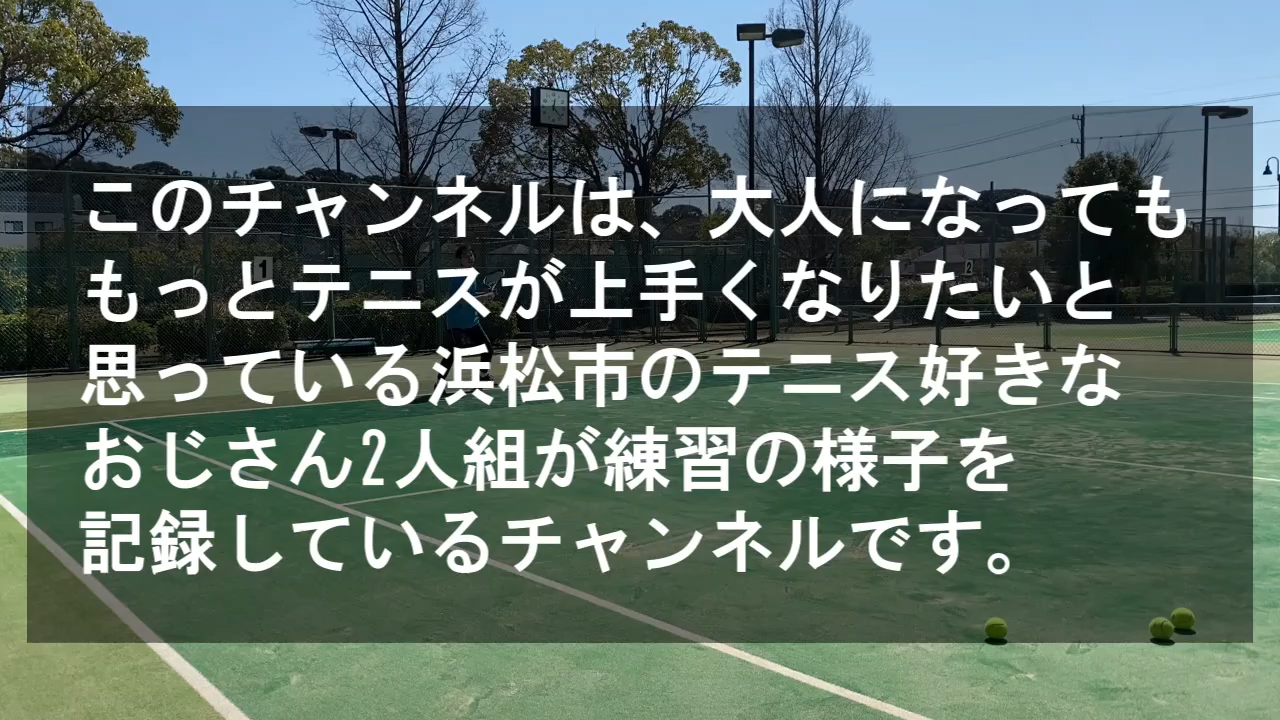 このチャンネルは、大人になっても
もっとテニスが上手くなりたいと
思っている浜松市のテニス好きな
おじさん2人組が練習の様子を
記録しているチャンネルです。
1
2